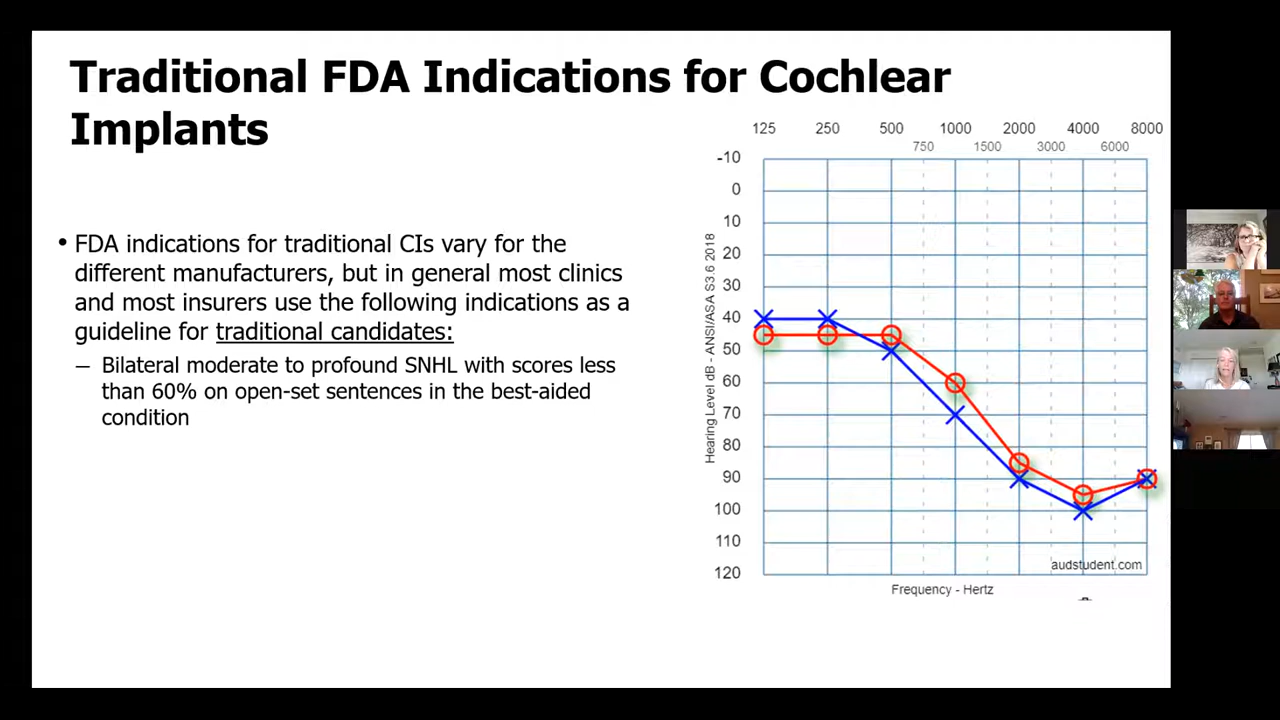 Traditional FDA Indications for Cochlear
Implants
• FDA indications for traditional CIs vary for the
different manufacturers, but in general most clinics
and most insurers use the following indications as a
guideline for traditional candidates:
– Bilateral moderate to profound SNHL with scores less
than 60% on open-set sentences in the best-aided
condition
125 250 500 1000 2000 4000 8000
750 1500 3000 6000
-10
0
10
20
30
40
50
60
70
80
90
100
110
120
Hearing Level dB - ANSI/ASA S3.6 2018
audstudent.com
Frequency - Hertz